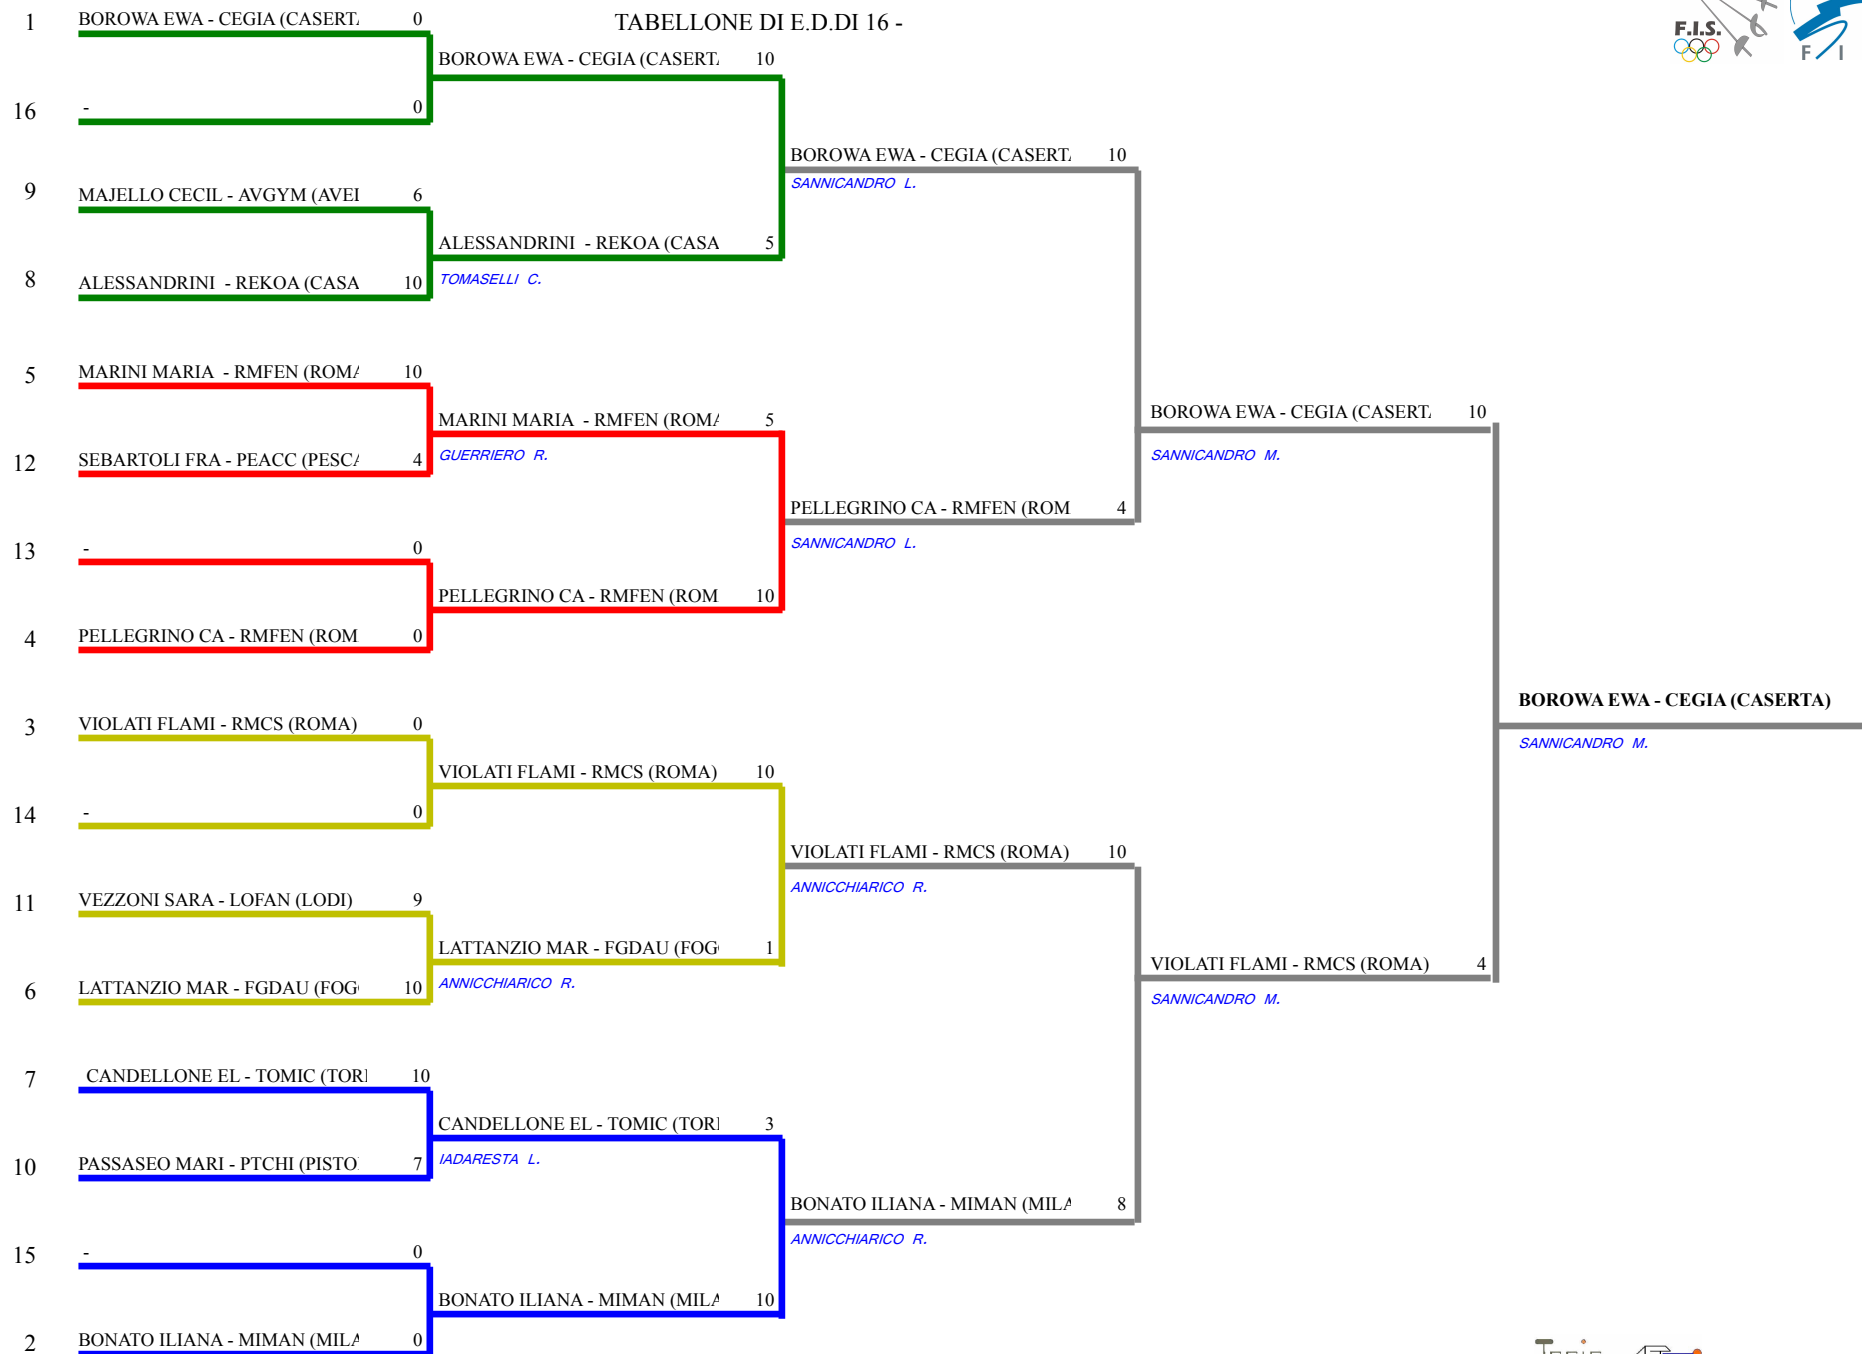 TABELLONE DI E.D.DI 16 -
F.I.S.
F I
1 BOROWA EWA - CEGIA (CASERT. 0
BOROWA EWA - CEGIA (CASERT. 10
16 - 0
BOROWA EWA - CEGIA (CASERT. 10
SANNICANDRO L.
9 MAJELLO CECIL - AVGYM (AVEI 6
ALESSANDRINI - REKOA (CASA 5
8 ALESSANDRINI - REKOA (CASA 10
TOMASELLI C.
5 MARINI MARIA - RMFEN (ROMA 10
MARINI MARIA - RMFEN (ROMA 5
BOROWA EWA - CEGIA (CASERT. 10
12 SEBARTOLI FRA - PEACC (PESCA 4
GUERRIERO R.
SANNICANDRO M.
PELLEGRINO CA - RMFEN (ROM 4
SANNICANDRO L.
13 - 0
PELLEGRINO CA - RMFEN (ROM 10
4 PELLEGRINO CA - RMFEN (ROM 0
BOROWA EWA - CEGIA (CASERTA)
SANNICANDRO M.
3 VIOLATI FLAMI - RMCS (ROMA) 0
VIOLATI FLAMI - RMCS (ROMA) 10
14 - 0
VIOLATI FLAMI - RMCS (ROMA) 10
ANNICCHIARICO R.
11 VEZZONI SARA - LOFAN (LODI) 9
LATTANZIO MAR - FGDAU (FOG 1
VIOLATI FLAMI - RMCS (ROMA) 4
6 LATTANZIO MAR - FGDAU (FOG 10
ANNICCHIARICO R.
SANNICANDRO M.
7 CANDELLONE EL - TOMIC (TORI 10
CANDELLONE EL - TOMIC (TORI 3
10 PASSASEO MARI - PTCHI (PISTO 7
IADARESTA L.
BONATO ILIANA - MIMAN (MILA 8
ANNICCHIARICO R.
15 - 0
BONATO ILIANA - MIMAN (MILA 10
2 BONATO ILIANA - MIMAN (MILA 0